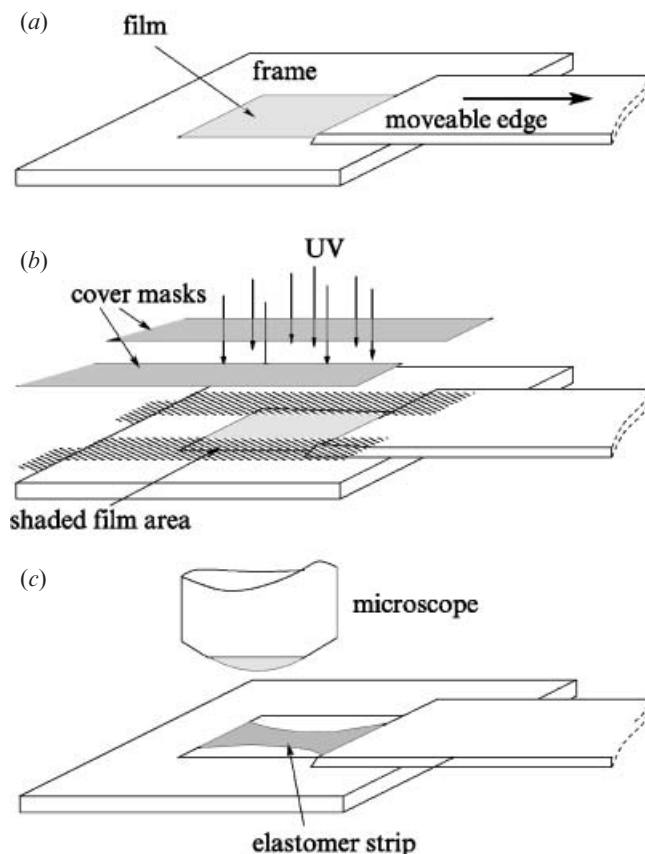 (a)
film
frame
moveable edge
(b)
UV
cover masks
shaded film area
(c)
microscope
elastomer strip